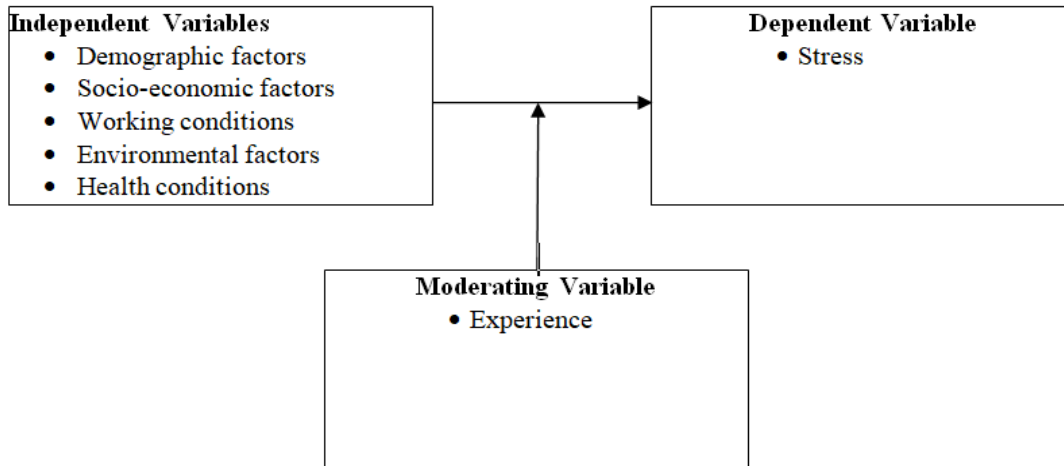 Independent Variables
• Demographic factors
• Socio-economic factors
• Working conditions
• Environmental factors
• Health conditions
Dependent Variable
• Stress
Moderating Variable
• Experience